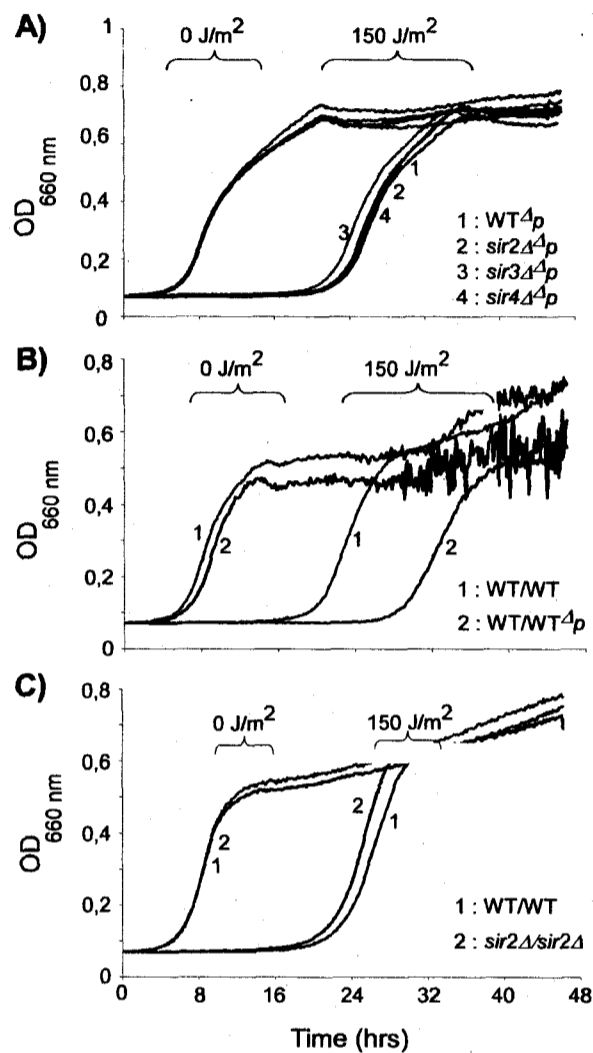 A)
0 J/m2 150 J/m2
1
0,8
0,6
0,4
0,2
0
OD660 nm
1
2
3
4
1 : WTΔp
2 : sir2ΔΔp
3 : sir3ΔΔp
4 : sir4ΔΔp
B)
0 J/m2 150 J/m2
0,8
0,6
0,4
0,2
0
OD660 nm
1
2
1
2
1 : WT/WT
2 : WT/WTΔp
C)
0 J/m2 150 J/m2
0,8
0,6
0,4
0,2
0
OD660 nm
2
1
2
1
1 : WT/WT
2 : sir2Δ/sir2Δ
0 8 16 24 32 40 48
Time (hrs)